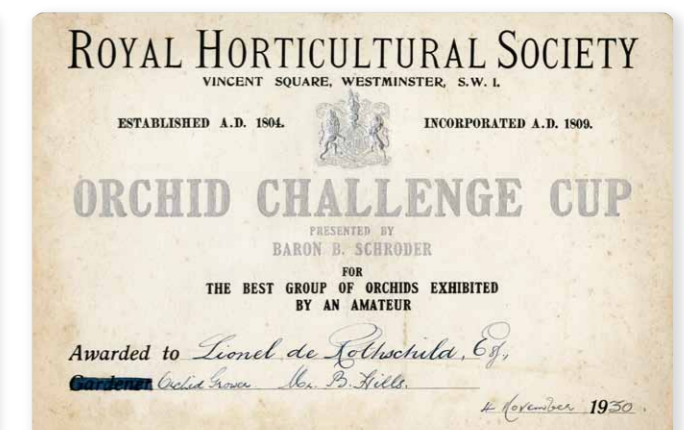 ROYAL HORTICULTURAL SOCIETY
VINCENT SQUARE, WESTMINSTER, S.W. 1.
ESTABLISHED A.D. 1804. INCORPORATED A.D. 1809.
ORCHID CHALLENGE CUP
PRESENTED BY
BARON B. SCHRODER
FOR
THE BEST GROUP OF ORCHIDS EXHIBITED
BY AN AMATEUR
Awarded to Lionel de Rothschild, Esq.,
Gardener Orchid Grower Mr. B. Hills.
4 November 1930.